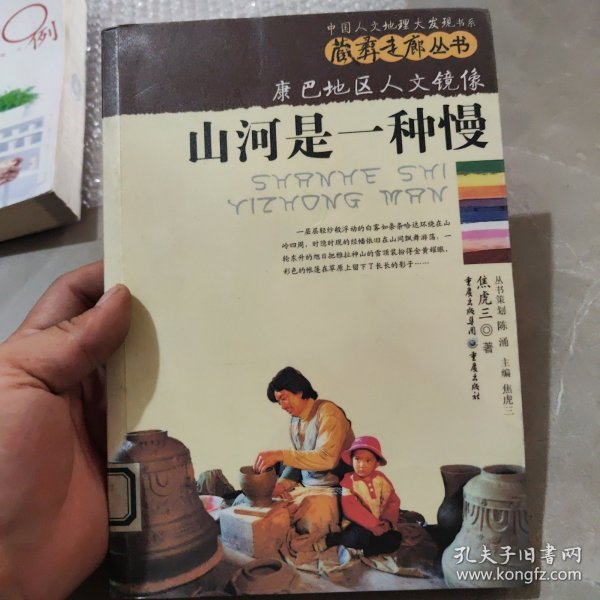 例
中国人文地理大发现书系
藏彝走廊丛书
康巴地区人文镜像
山河是一种慢
SHANHE SHI
YIZHONG MAN
一层层轻纱般浮动的白雾如条条哈达环绕在山
岭四周，时隐时现的经幡依旧在山间飘舞游荡，一
轮东升的旭日把雅拉神山的雪顶装扮得金黄耀眼，
彩色的帐篷在草原上留下了长长的影子……
丛书策划 陈涌 主编 焦虎三
焦虎三◎著
重庆出版集团 重庆出版社
孔夫子旧书网
www.kongfz.com